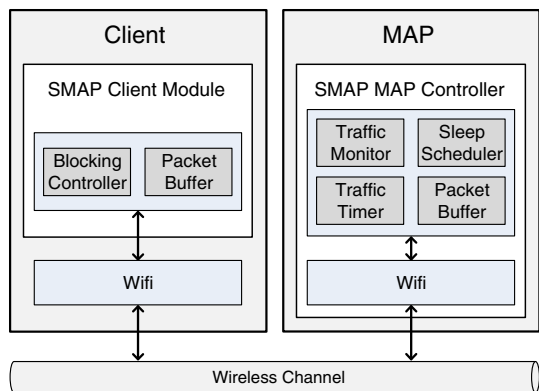 Client
SMAP Client Module
Blocking
Controller
Packet
Buffer
Wifi
MAP
SMAP MAP Controller
Traffic
Monitor
Sleep
Scheduler
Traffic
Timer
Packet
Buffer
Wifi
Wireless Channel